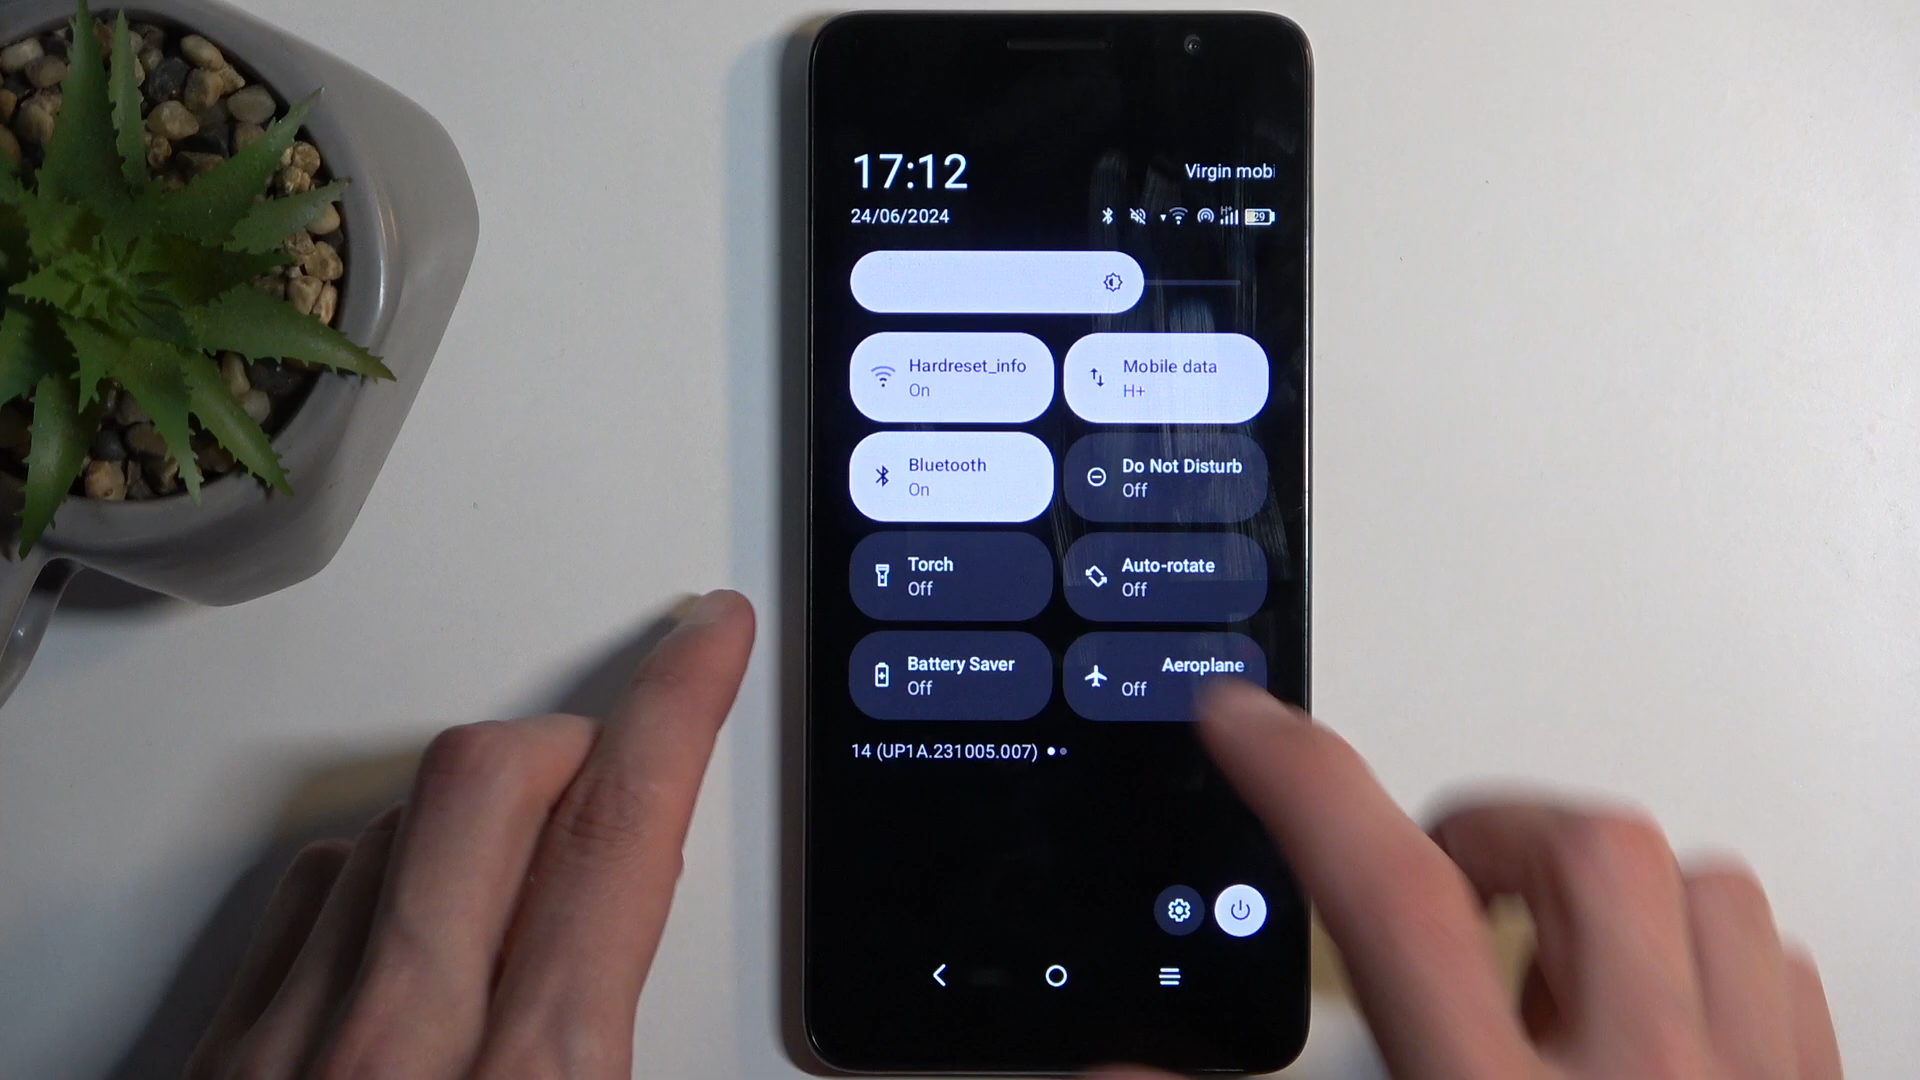 17:12
Virgin mobi
24/06/2024
H+ 29
Hardreset_info
On
Mobile data
H+
Bluetooth
On
Do Not Disturb
Off
Torch
Off
Auto-rotate
Off
Battery Saver
Off
Aeroplane
Off
14 (UP1A.231005.007)